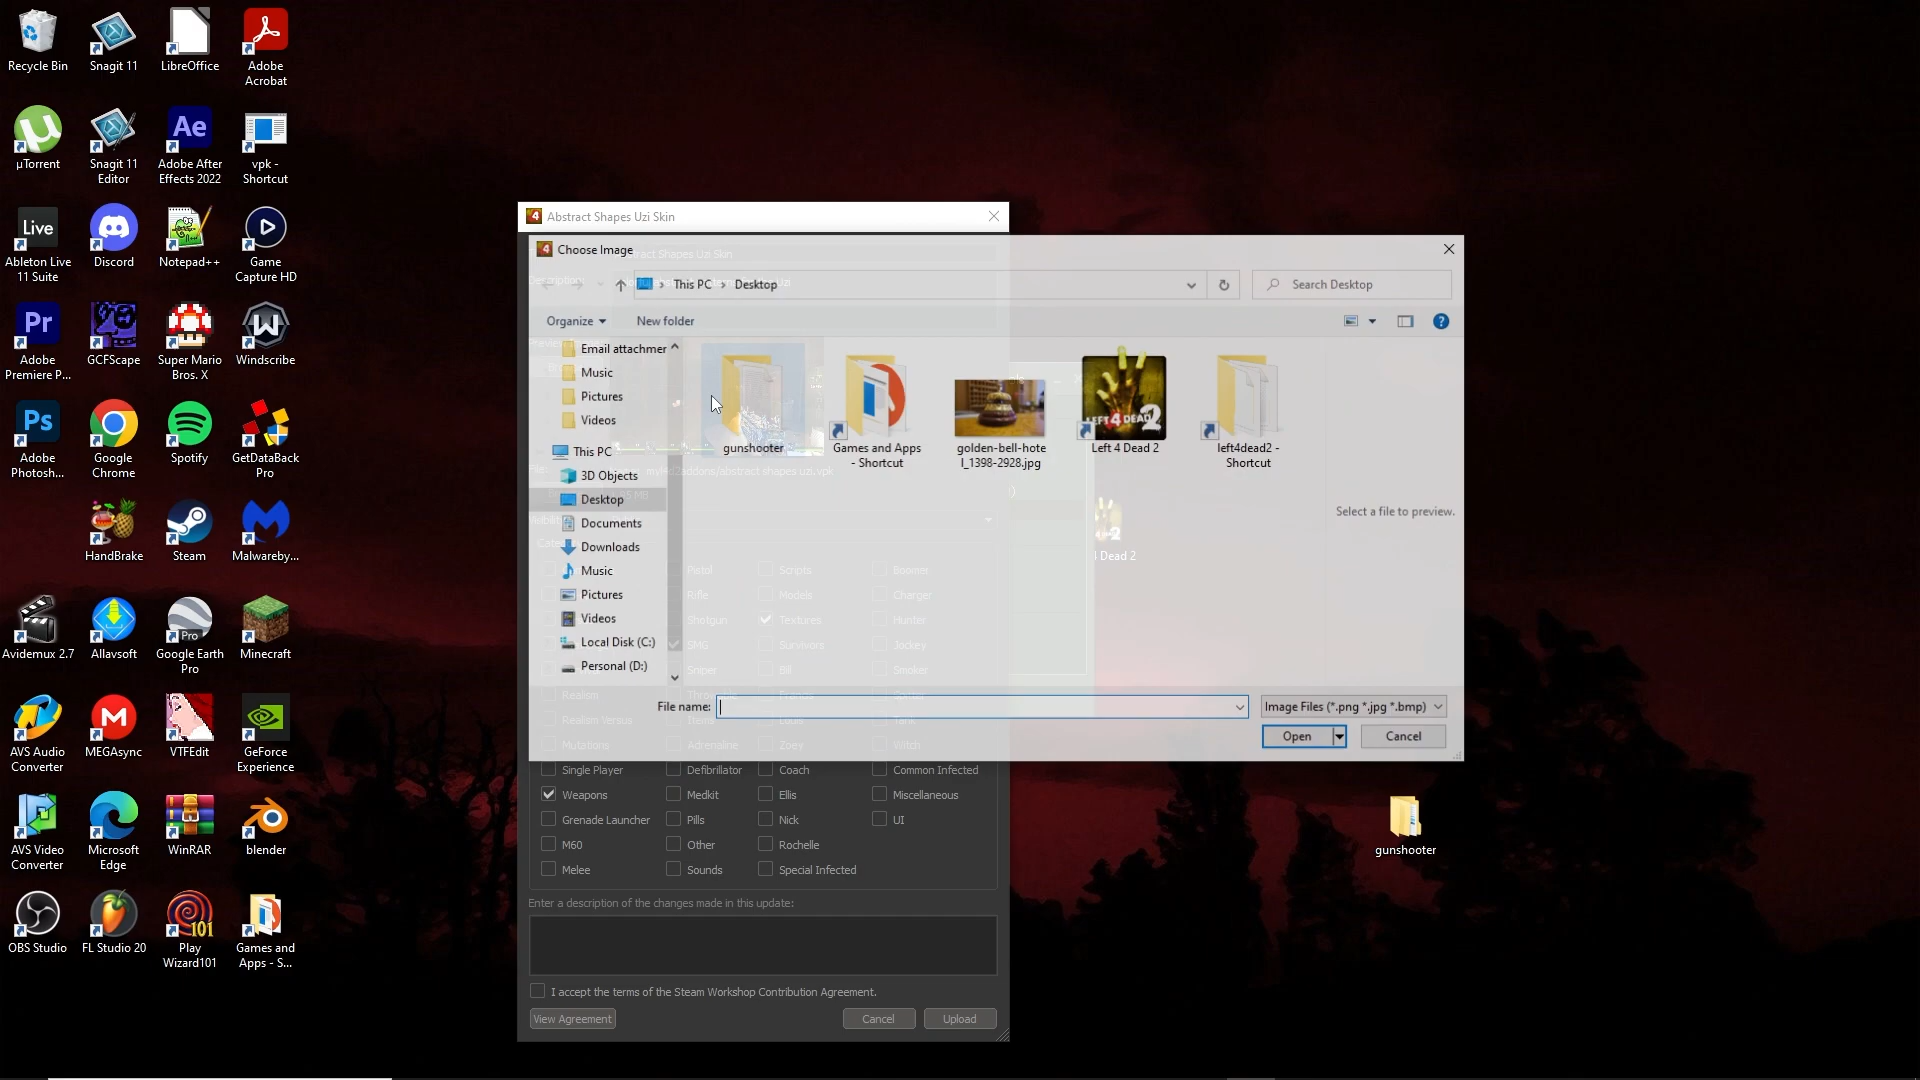 Recycle Bin
Snagit 11
LibreOffice
Adobe
Acrobat
µTorrent
Snagit 11
Editor
Adobe After
Effects 2022
vpk -
Shortcut
Ableton Live
11 Suite
Discord
Notepad++
Game
Capture HD
Adobe
Premiere P...
GCFScape
Super Mario
Bros. X
Windscribe
Adobe
Photosh...
Google
Chrome
Spotify
GetDataBack
Pro
HandBrake
Steam
Malwareby...
Avidemux 2.7
Allavsoft
Google Earth
Pro
Minecraft
AVS Audio
Converter
MEGAsync
VTFEdit
GeForce
Experience
AVS Video
Converter
Microsoft
Edge
WinRAR
blender
OBS Studio
FL Studio 20
Play
Wizard101
Games and
Apps - S...
Abstract Shapes Uzi Skin
Choose Image
This PC > Desktop
Search Desktop
Organize
New folder
Email attachmer
Music
Pictures
Videos
This PC
3D Objects
Desktop
Documents
Downloads
Music
Pictures
Videos
Local Disk (C:)
Personal (D:)
gunshooter
Games and Apps
- Shortcut
golden-bell-hote
l_1398-2928.jpg
Left 4 Dead 2
left4dead2 -
Shortcut
Select a file to preview.
4 Dead 2
File name:
Image Files (*.png *.jpg *.bmp)
Open
Cancel
abstract shapes uzi.vpk
Pistol
Scripts
Boomer
Rifle
Models
Charger
Shotgun
Textures
Hunter
SMG
Survivors
Jockey
Sniper
Bill
Smoker
Realism
Realism Versus
Items
Louis
Tank
Mutations
Adrenaline
Zoey
Witch
Single Player
Defibrillator
Coach
Common Infected
Weapons
Medkit
Ellis
Miscellaneous
Grenade Launcher
Pills
Nick
UI
M60
Other
Rochelle
Melee
Sounds
Special Infected
Enter a description of the changes made in this update:
I accept the terms of the Steam Workshop Contribution Agreement.
View Agreement
Cancel
Upload
gunshooter